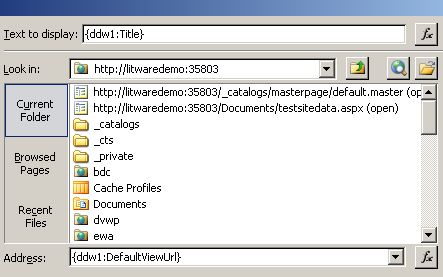 Text to display: {ddw1:Title} fx
Look in: http://litwaredemo:35803
Current Folder
Browsed Pages
Recent Files
http://litwaredemo:35803/_catalogs/masterpage/default.master (op
http://litwaredemo:35803/Documents/testsitedata.aspx (open)
_catalogs
_cts
_private
bdc
Cache Profiles
Documents
dvwp
ewa
Address: {ddw1:DefaultViewUrl} fx